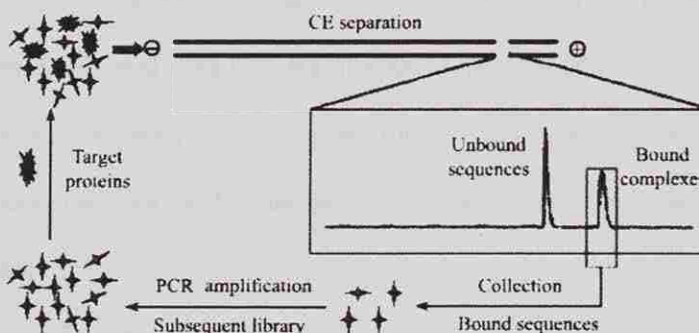 CE separation
⊖
⊕
Target
proteins
Unbound
sequences
Bound
complexe
PCR amplification
Subsequent library
Collection
Bound sequences